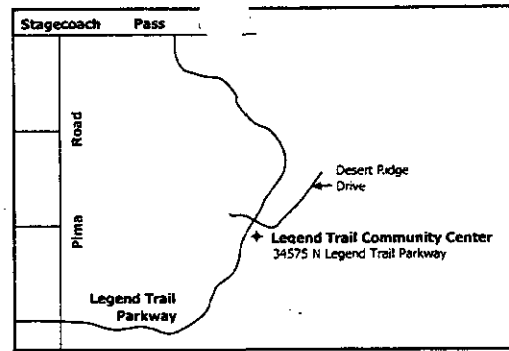 Stagecoach Pass
Pima Road
Desert Ridge
Drive
Legend Trail Community Center
34575 N Legend Trail Parkway
Legend Trail
Parkway